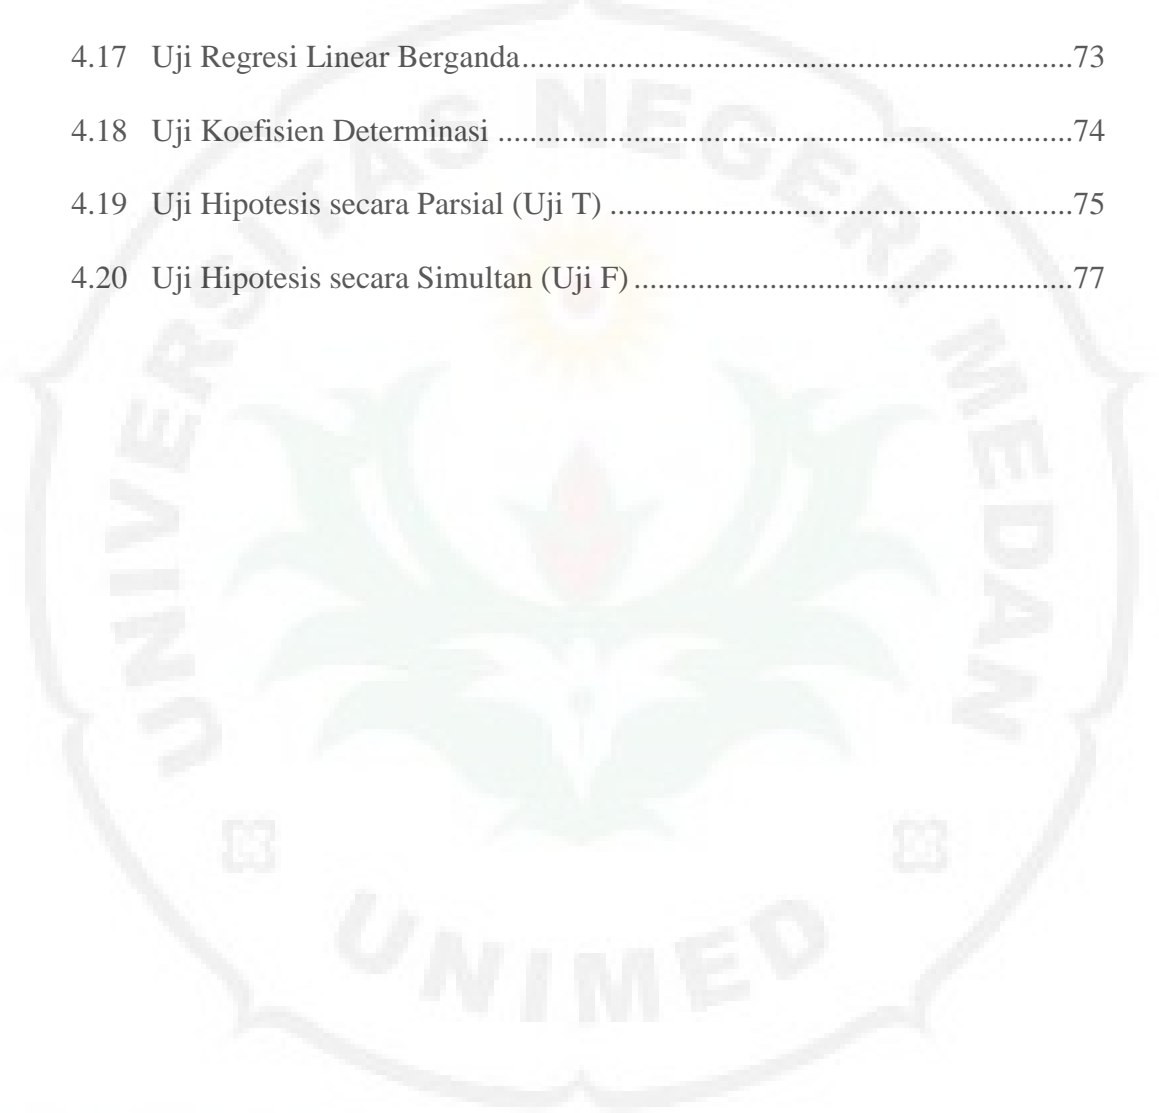 4.17 Uji Regresi Linear Berganda.....................................................................73
4.18 Uji Koefisien Determinasi ........................................................................74
4.19 Uji Hipotesis secara Parsial (Uji T) ..........................................................75
4.20 Uji Hipotesis secara Simultan (Uji F).......................................................77
UNIVERSITAS NEGERI MEDAN
UNIMED